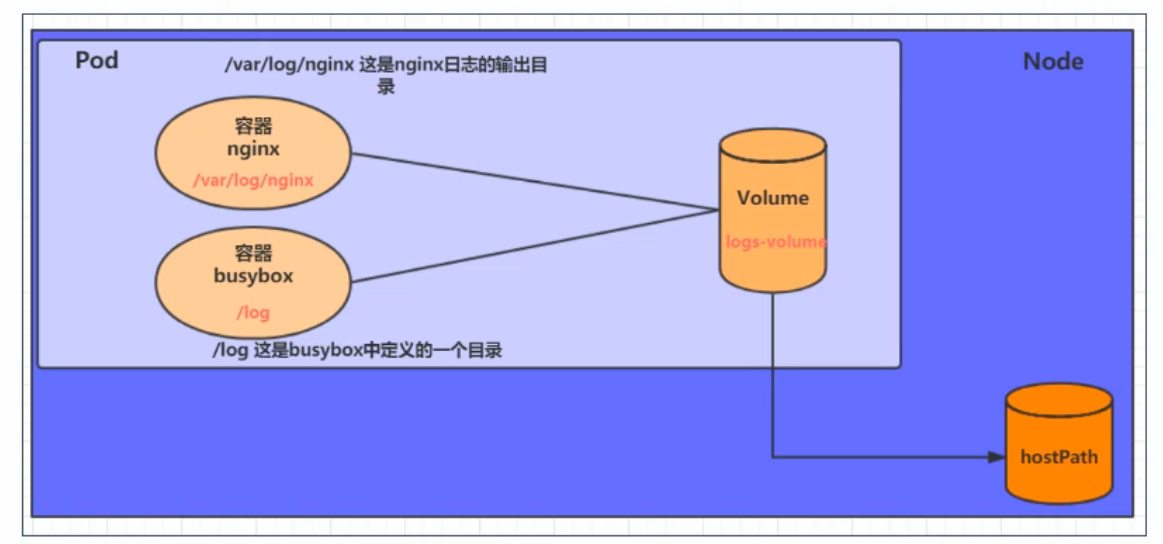 Pod
Node
/var/log/nginx 这是nginx日志的输出目
录
容器
nginx
/var/log/nginx
Volume
logs-volume
容器
busybox
/log
/log 这是busybox中定义的一个目录
hostPath